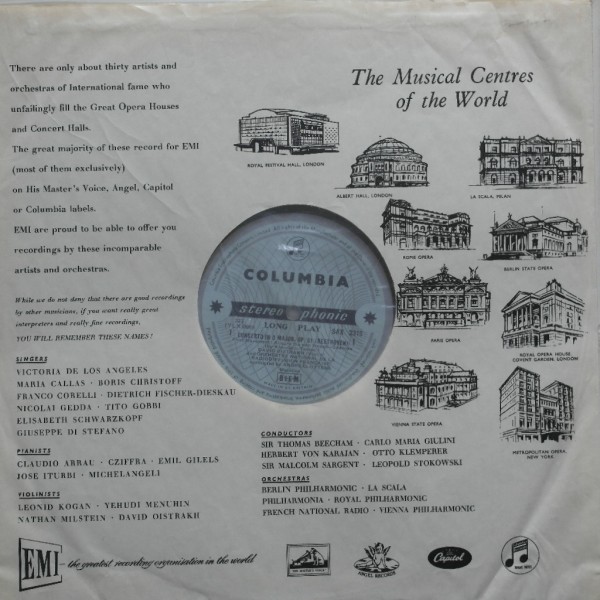 There are only about thirty artists and
orchestras of International fame who
unfailingly fill the Great Opera Houses
and Concert Halls.
The great majority of these record for EMI
(most of them exclusively)
on His Master's Voice, Angel, Capitol
or Columbia labels.
EMI are proud to be able to offer you
recordings by these incomparable
artists and orchestras.
While we do not deny that there are good recordings
by other musicians, if you want really great
interpreters and really fine recordings,
YOU WILL REMEMBER THESE NAMES!
SINGERS
VICTORIA DE LOS ANGELES
MARIA CALLAS · BORIS CHRISTOFF
FRANCO CORELLI · DIETRICH FISCHER-DIESKAU
NICOLAI GEDDA · TITO GOBBI
ELISABETH SCHWARZKOPF
GIUSEPPE DI STEFANO
PIANISTS
CLAUDIO ARRAU · CZIFFRA · EMIL GILELS
JOSE ITURBI · MICHELANGELI
VIOLINISTS
LEONID KOGAN · YEHUDI MENUHIN
NATHAN MILSTEIN · DAVID OISTRAKH
The Musical Centres
of the World
ROYAL FESTIVAL HALL, LONDON
ALBERT HALL, LONDON
LA SCALA, MILAN
ROME OPERA
BERLIN STATE OPERA
PARIS OPERA
ROYAL OPERA HOUSE
COVENT GARDEN, LONDON
VIENNA STATE OPERA
METROPOLITAN OPERA,
NEW YORK
COLUMBIA
stereophonic
LONG PLAY
CONDUCTORS
SIR THOMAS BEECHAM · CARLO MARIA GIULINI
HERBERT VON KARAJAN · OTTO KLEMPERER
SIR MALCOLM SARGENT · LEOPOLD STOKOWSKI
ORCHESTRAS
BERLIN PHILHARMONIC · LA SCALA
PHILHARMONIA · ROYAL PHILHARMONIC
FRENCH NATIONAL RADIO · VIENNA PHILHARMONIC
EMI – the greatest recording organisation in the world
HIS MASTER'S VOICE
ANGEL RECORDS
Capitol